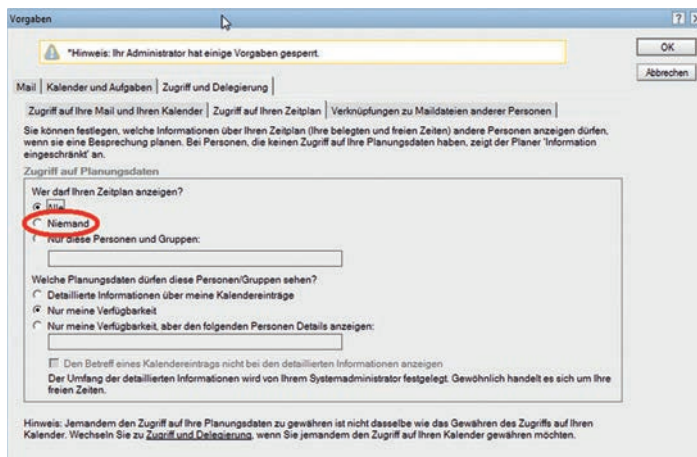 Vorgaben
*Hinweis: Ihr Administrator hat einige Vorgaben gesperrt.
OK
Abbrechen
Mail
Kalender und Aufgaben
Zugriff und Delegierung
Zugriff auf Ihre Mail und Ihren Kalender
Zugriff auf Ihren Zeitplan
Verknüpfungen zu Maildateien anderer Personen
Sie können festlegen, welche Informationen über Ihren Zeitplan (Ihre belegten und freien Zeiten) andere Personen anzeigen dürfen,
wenn sie eine Besprechung planen. Bei Personen, die keinen Zugriff auf Ihre Planungsdaten haben, zeigt der Planer 'Information
eingeschränkt' an.
Zugriff auf Planungsdaten
Wer darf Ihren Zeitplan anzeigen?
Alle
Niemand
Nur diese Personen und Gruppen:
Welche Planungsdaten dürfen diese Personen/Gruppen sehen?
Detaillierte Informationen über meine Kalendereinträge
Nur meine Verfügbarkeit
Nur meine Verfügbarkeit, aber den folgenden Personen Details anzeigen:
Den Betreff eines Kalendereintrags nicht bei den detaillierten Informationen anzeigen
Der Umfang der detaillierten Informationen wird von Ihrem Systemadministrator festgelegt. Gewöhnlich handelt es sich um Ihre
freien Zeiten.
Hinweis: Jemandem den Zugriff auf Ihre Planungsdaten zu gewähren ist nicht dasselbe wie das Gewähren des Zugriffs auf Ihren
Kalender. Wechseln Sie zu Zugriff und Delegierung, wenn Sie jemandem den Zugriff auf Ihren Kalender gewähren möchten.